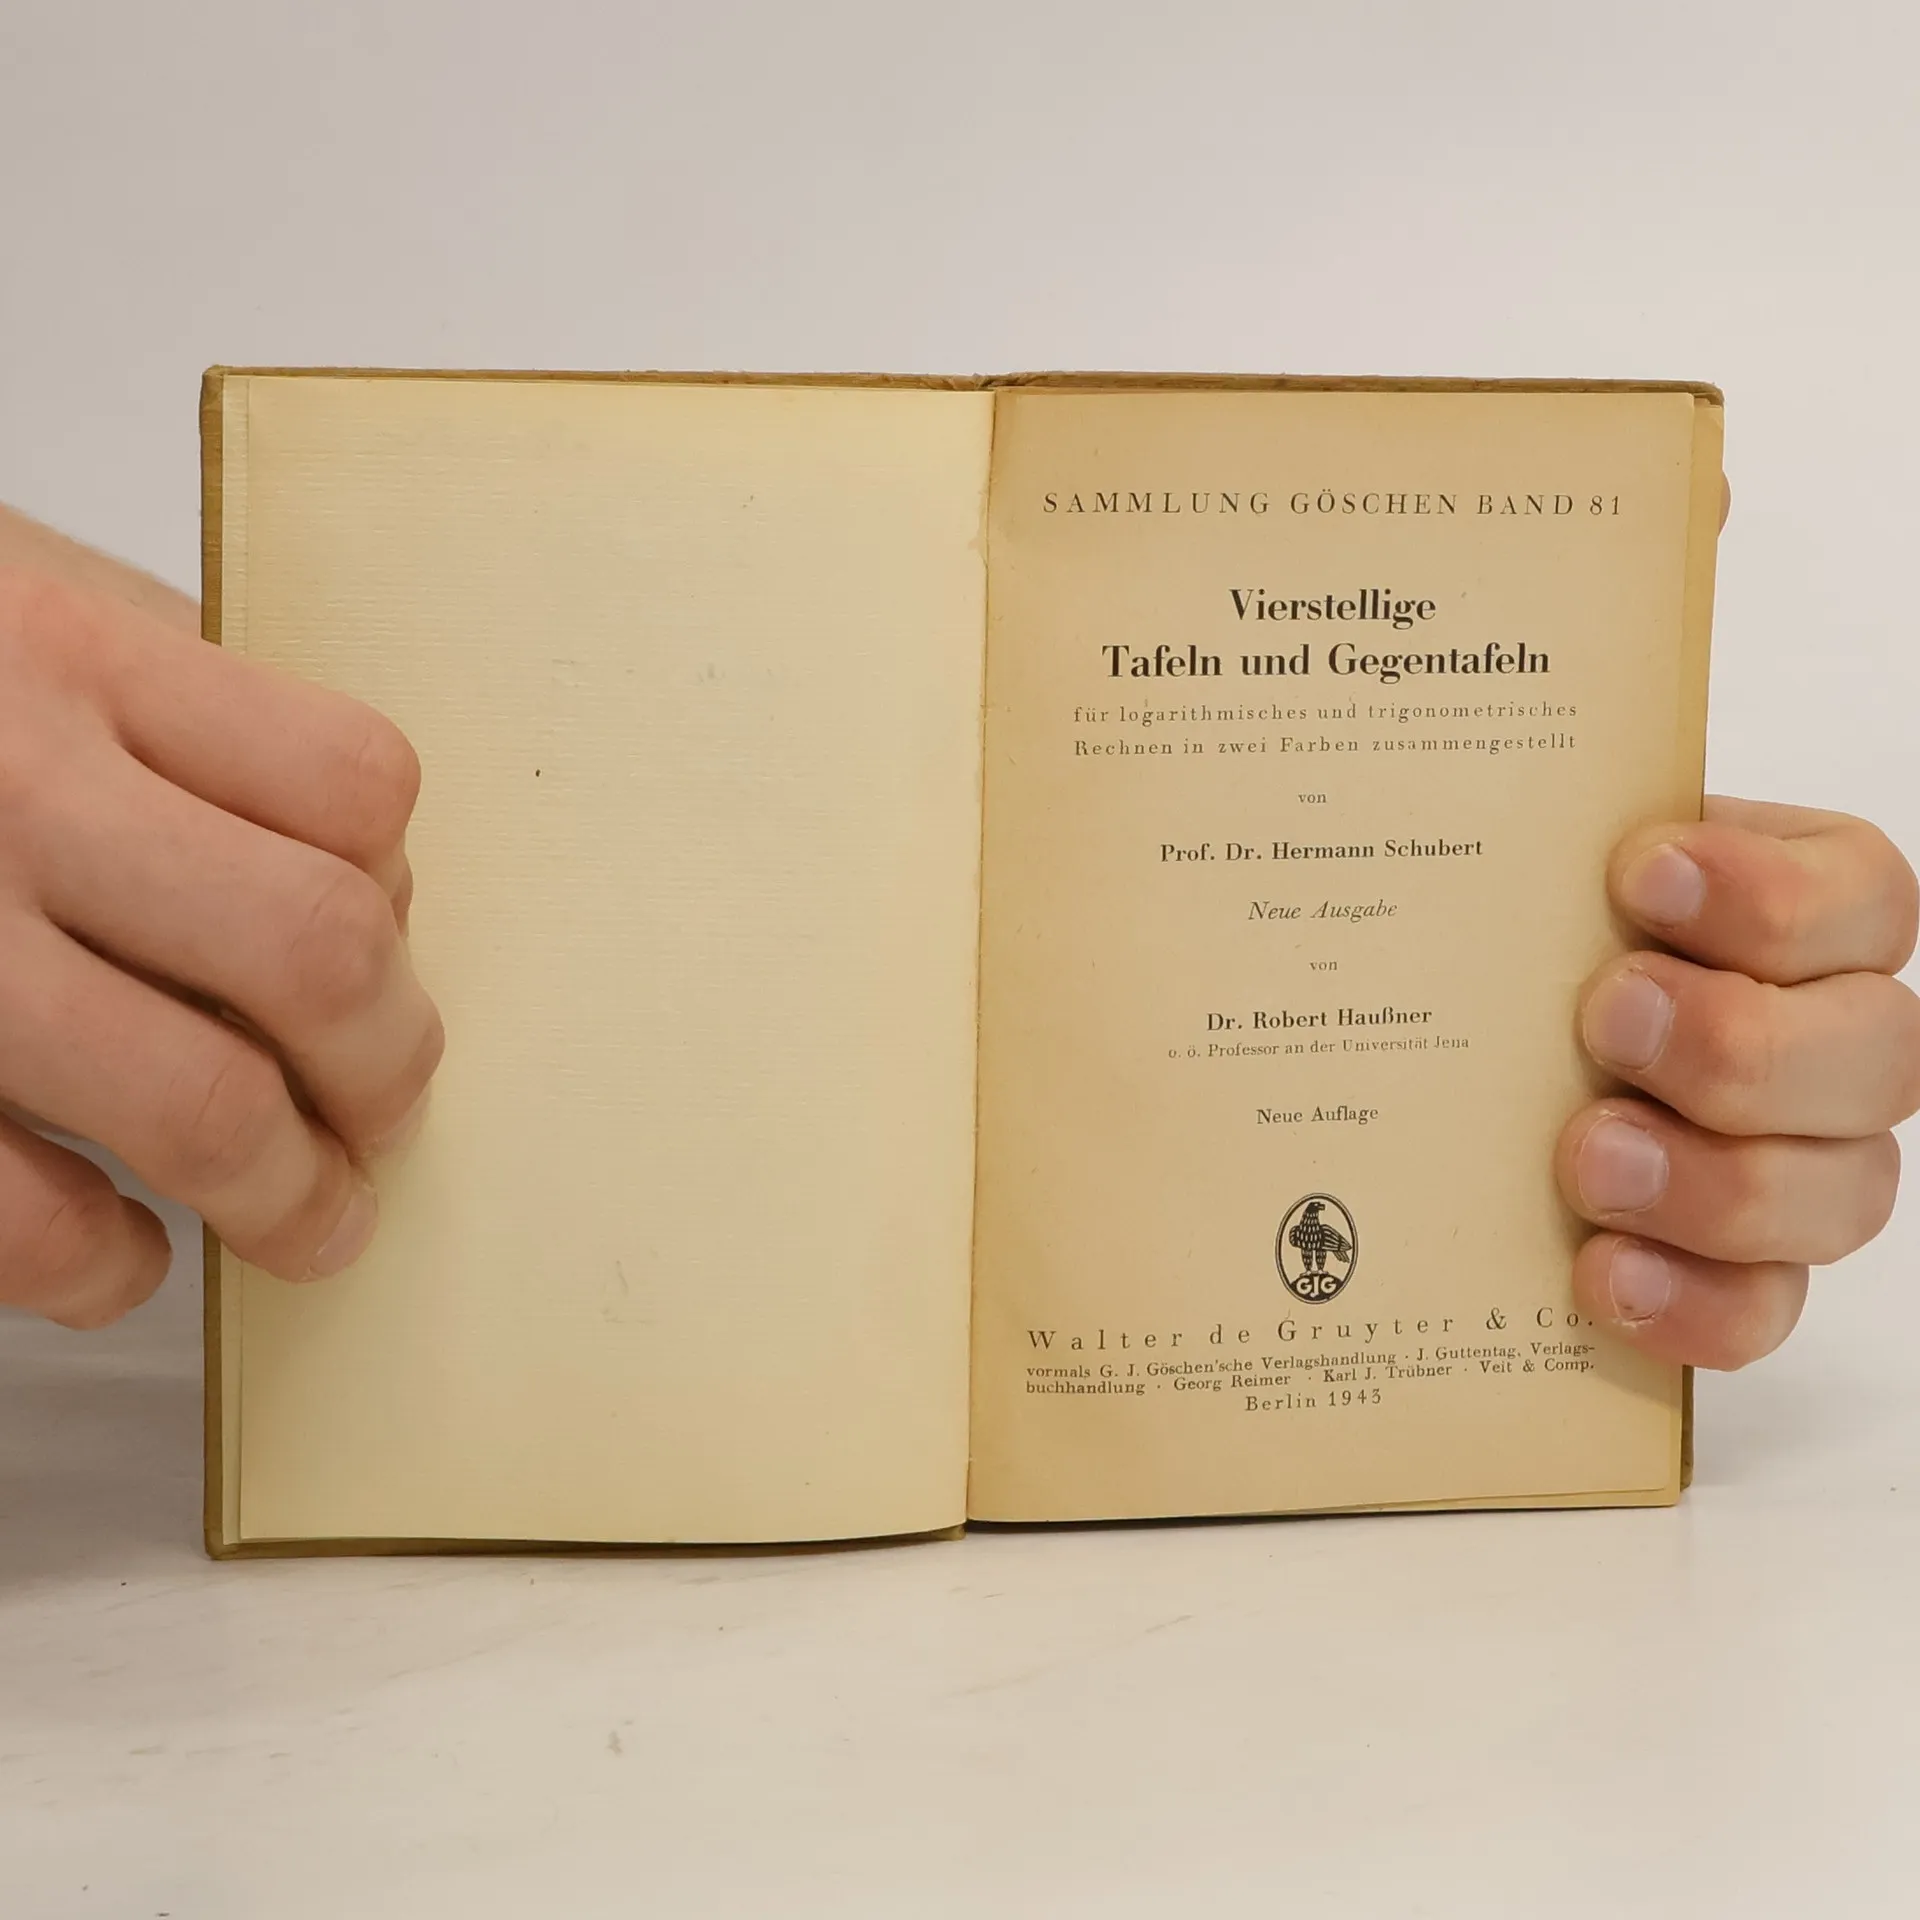 SAMMLUNG GÖSCHEN BAND 81
Vierstellige
Tafeln und Gegentafeln
für logarithmisches und trigonometrisches
Rechnen in zwei Farben zusammengestellt
von
Prof. Dr. Hermann Schubert
Neue Ausgabe
von
Dr. Robert Haußner
o. ö. Professor an der Universität Jena
Neue Auflage
GJG
Walter de Gruyter & Co.
vormals G. J. Göschen'sche Verlagshandlung · J. Guttentag, Verlags-
buchhandlung · Georg Reimer · Karl J. Trübner · Veit & Comp.
Berlin 1943